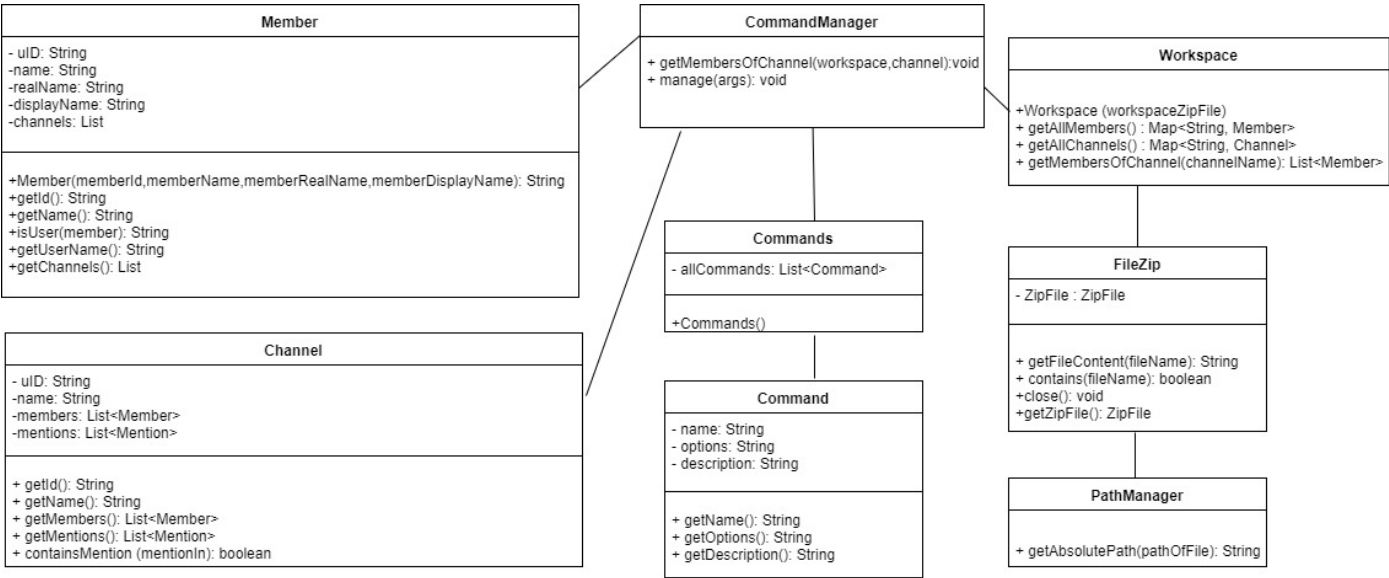 Member
- uID: String
-name: String
-realName: String
-displayName: String
-channels: List
+Member(memberId,memberName,memberRealName,memberDisplayName): String
+getId(): String
+getName(): String
+isUser(member): String
+getUserName(): String
+getChannels(): List
Channel
- uID: String
-name: String
-members: List<Member>
-mentions: List<Mention>
+ getId(): String
+ getName(): String
+ getMembers(): List<Member>
+ getMentions(): List<Mention>
+ containsMention (mentionIn): boolean
CommandManager
+ getMembersOfChannel(workspace,channel):void
+ manage(args): void
Commands
- allCommands: List<Command>
+Commands()
Command
- name: String
- options: String
- description: String
+ getName(): String
+ getOptions(): String
+ getDescription(): String
Workspace
+Workspace (workspaceZipFile)
+ getAllMembers() : Map<String, Member>
+ getAllChannels() : Map<String, Channel>
+ getMembersOfChannel(channelName): List<Member>
FileZip
- ZipFile : ZipFile
+ getFileContent(fileName): String
+ contains(fileName): boolean
+close(): void
+getZipFile(): ZipFile
PathManager
+ getAbsolutePath(pathOfFile): String